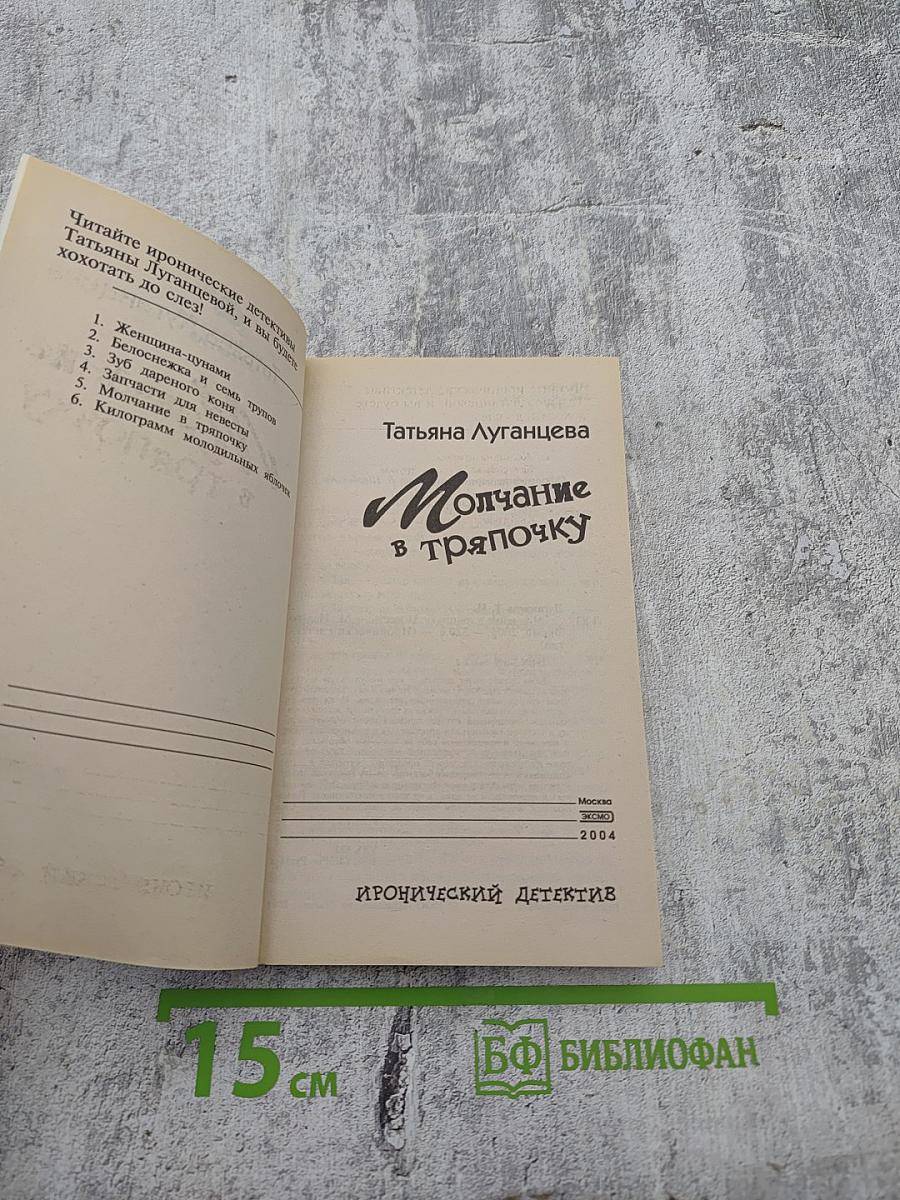 Читайте иронические детективы
Татьяны Луганцевой, и вы будете
хохотать до слез!
1. Женщина-цунами
2. Белоснежка и семь трупов
3. Зуб дареного коня
4. Запчасти для невесты
5. Молчание в тряпочку
6. Килограмм молодильных яблочек
Татьяна Луганцева
Молчание
в тряпочку
Москва
ЭКСМО
2004
ИРОНИЧЕСКИЙ ДЕТЕКТИВ
15 см
БФ БИБЛИОФАН